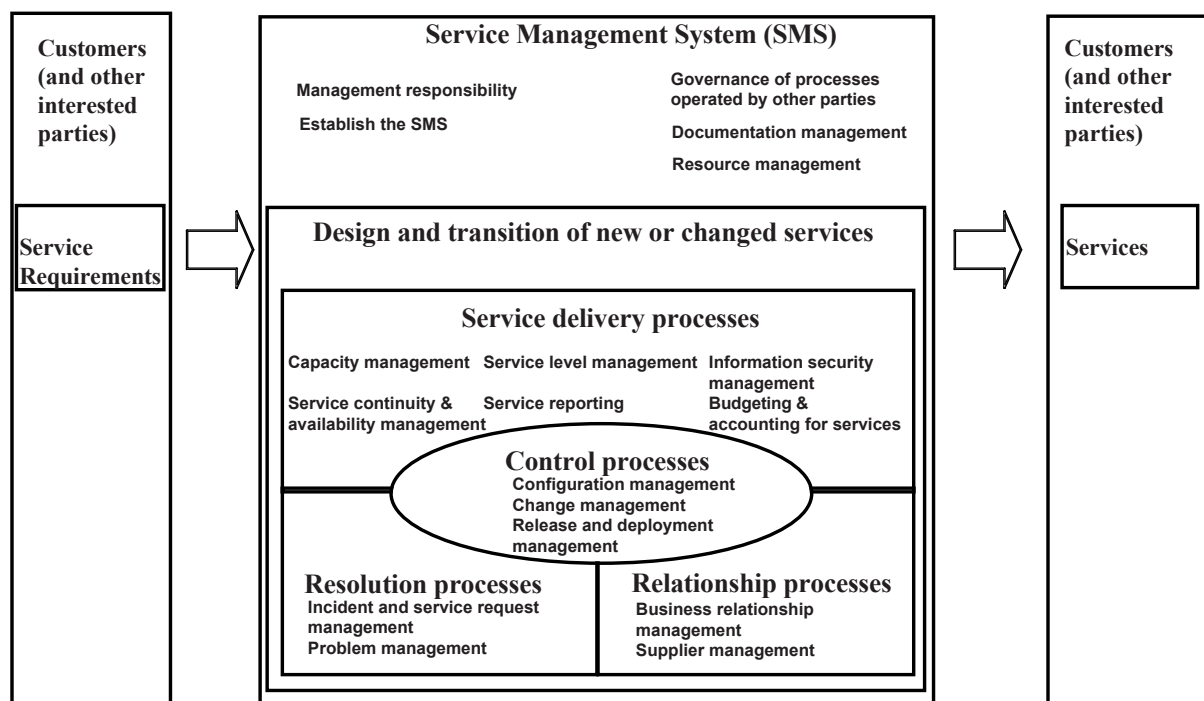 Customers
(and other
interested
parties)
Service
Requirements
Service Management System (SMS)
Management responsibility
Establish the SMS
Governance of processes
operated by other parties
Documentation management
Resource management
Design and transition of new or changed services
Service delivery processes
Capacity management
Service level management
Information security
management
Service continuity &
availability management
Service reporting
Budgeting &
accounting for services
Control processes
Configuration management
Change management
Release and deployment
management
Resolution processes
Incident and service request
management
Problem management
Relationship processes
Business relationship
management
Supplier management
Customers
(and other
interested
parties)
Services